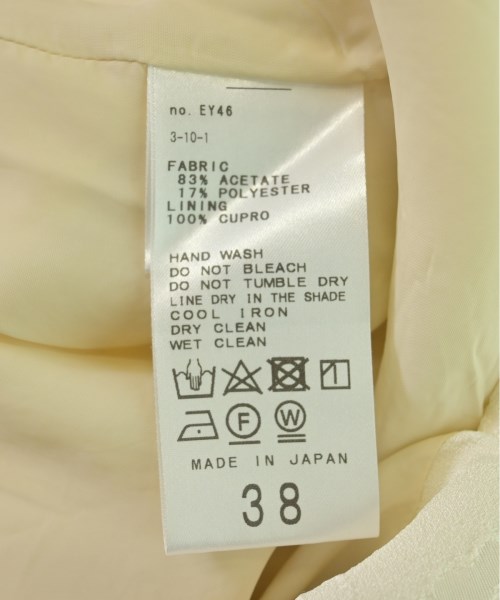 no. EY46
3-10-1
FABRIC
83% ACETATE
17% POLYESTER
LINING
100% CUPRO
HAND WASH
DO NOT BLEACH
DO NOT TUMBLE DRY
LINE DRY IN THE SHADE
COOL IRON
DRY CLEAN
WET CLEAN
F W
MADE IN JAPAN
38